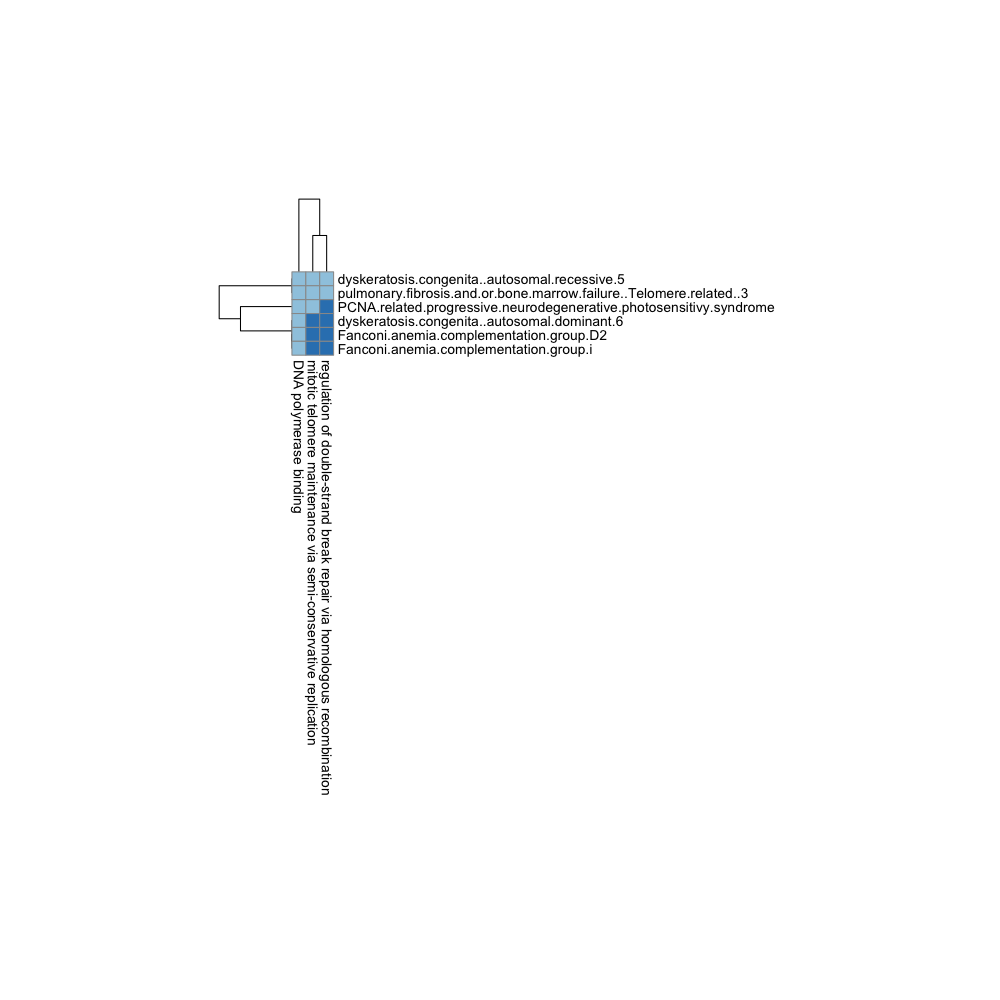 dyskeratosis.congenita..autosomal.recessive.5
pulmonary.fibrosis.and.or.bone.marrow.failure..Telomere.related..3
PCNA.related.progressive.neurodegenerative.photosensitivy.syndrome
dyskeratosis.congenita..autosomal.dominant.6
Fanconi.anemia.complementation.group.D2
Fanconi.anemia.complementation.group.i
DNA polymerase binding
mitotic telomere maintenance via semi-conservative replication
regulation of double-strand break repair via homologous recombination